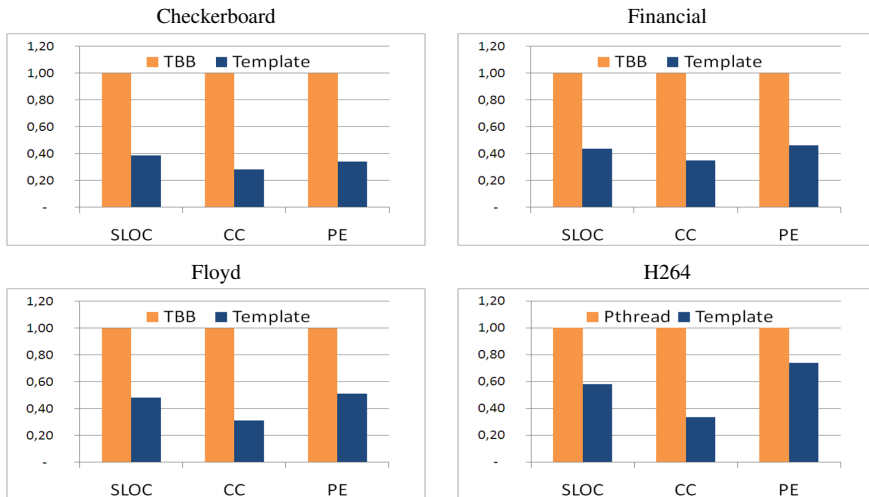 Checkerboard
1,20
1,00
0,80
0,60
0,40
0,20
-
TBB Template
SLOC CC PE
Financial
1,20
1,00
0,80
0,60
0,40
0,20
-
TBB Template
SLOC CC PE
Floyd
1,20
1,00
0,80
0,60
0,40
0,20
-
TBB Template
SLOC CC PE
H264
1,20
1,00
0,80
0,60
0,40
0,20
-
Pthread Template
SLOC CC PE